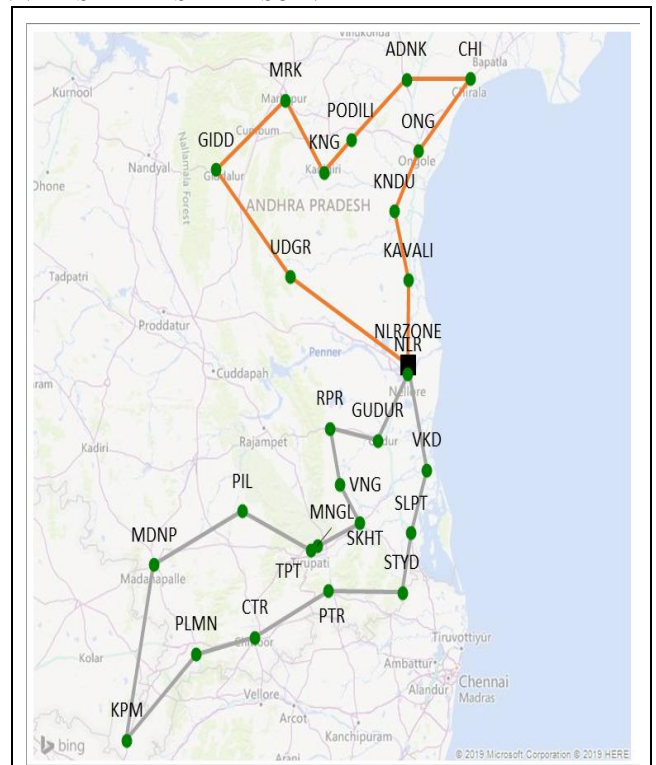 Vinukonda
ADNK
CHI
Bapatla
MRK
Kurnool
Chirala
PODILI
ONG
Cumbum
GIDD
KNG
Ongole
Nandyal
Giddalur
Dhone
Nallamala Forest
KNDU
ANDHRA PRADESH
UDGR
KAVALI
Tadpatri
Proddatur
NLRZONE
NLR
Penner
Cuddapah
Nellore
RPR
GUDUR
VKD
Rajampet
Kadiri
PIL
VNG
SLPT
MNGL
MDNP
SKHT
STYD
TPT
Tirupati
Madanapalle
CTR
PTR
PLMN
Tiruvottiyur
Chittoor
Kolar
Ambattur
Chennai
Vellore
Alandur
Madras
KPM
Arcot
Kanchipuram
bing
Arani
© 2019 Microsoft Corporation © 2019 HERE